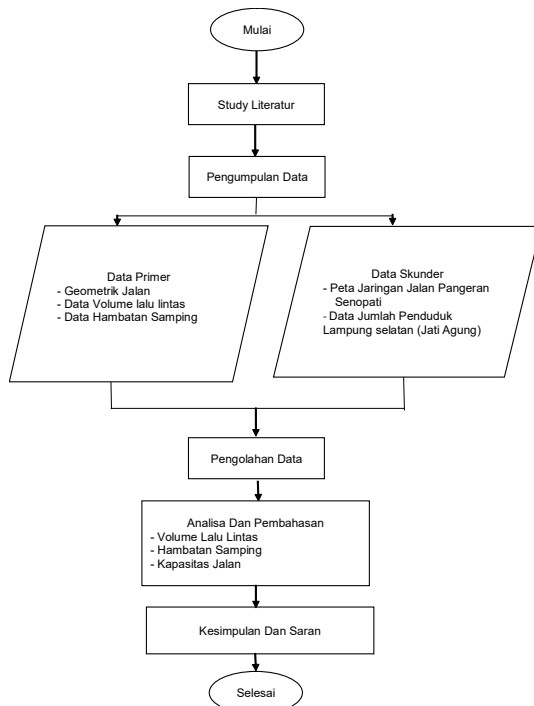 Mulai
Study Literatur
Pengumpulan Data
Data Primer
- Geometrik Jalan
- Data Volume lalu lintas
- Data Hambatan Samping
Data Skunder
- Peta Jaringan Jalan Pangeran
Senopati
- Data Jumlah Penduduk
Lampung selatan (Jati Agung)
Pengolahan Data
Analisa Dan Pembahasan
- Volume Lalu Lintas
- Hambatan Samping
- Kapasitas Jalan
Kesimpulan Dan Saran
Selesai